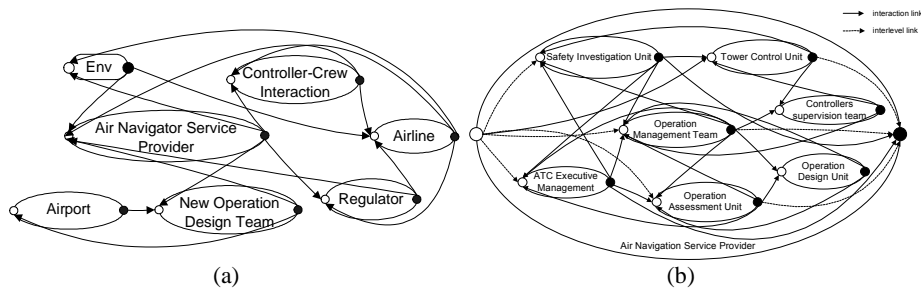 Env
Controller-Crew
Interaction
Air Navigator Service
Provider
Airline
Airport
New Operation
Design Team
Regulator
(a)
interaction link
interlevel link
Safety Investigation Unit
Tower Control Unit
Controllers
supervision team
Operation
Management Team
ATC Executive
Management
Operation
Design Unit
Operation
Assessment Unit
Air Navigation Service Provider
(b)